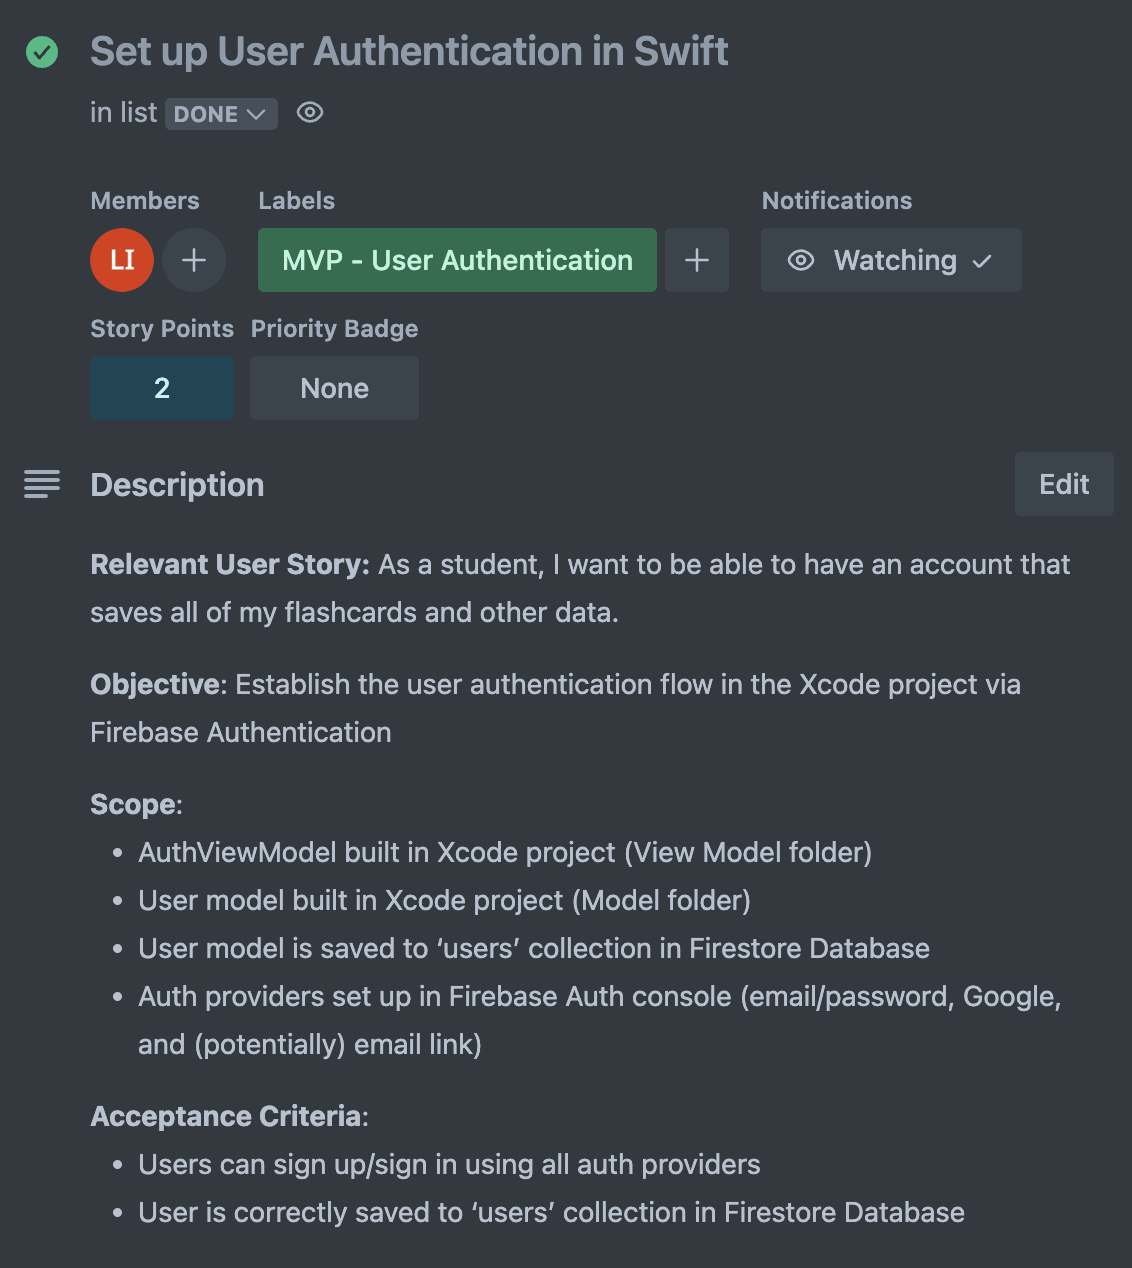 Set up User Authentication in Swift
in list DONE
Members Labels Notifications
LI MVP - User Authentication Watching
Story Points Priority Badge
2 None
Description Edit
Relevant User Story: As a student, I want to be able to have an account that
saves all of my flashcards and other data.
Objective: Establish the user authentication flow in the Xcode project via
Firebase Authentication
Scope:
• AuthViewModel built in Xcode project (View Model folder)
• User model built in Xcode project (Model folder)
• User model is saved to ‘users’ collection in Firestore Database
• Auth providers set up in Firebase Auth console (email/password, Google,
and (potentially) email link)
Acceptance Criteria:
• Users can sign up/sign in using all auth providers
• User is correctly saved to ‘users’ collection in Firestore Database